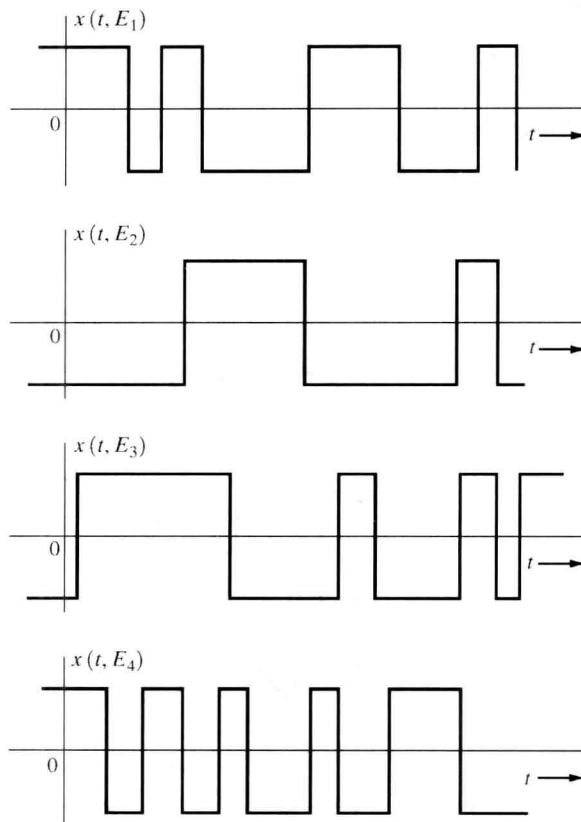 x (t, E₁)
0
t
x (t, E₂)
0
t
x (t, E₃)
0
t
x (t, E₄)
0
t